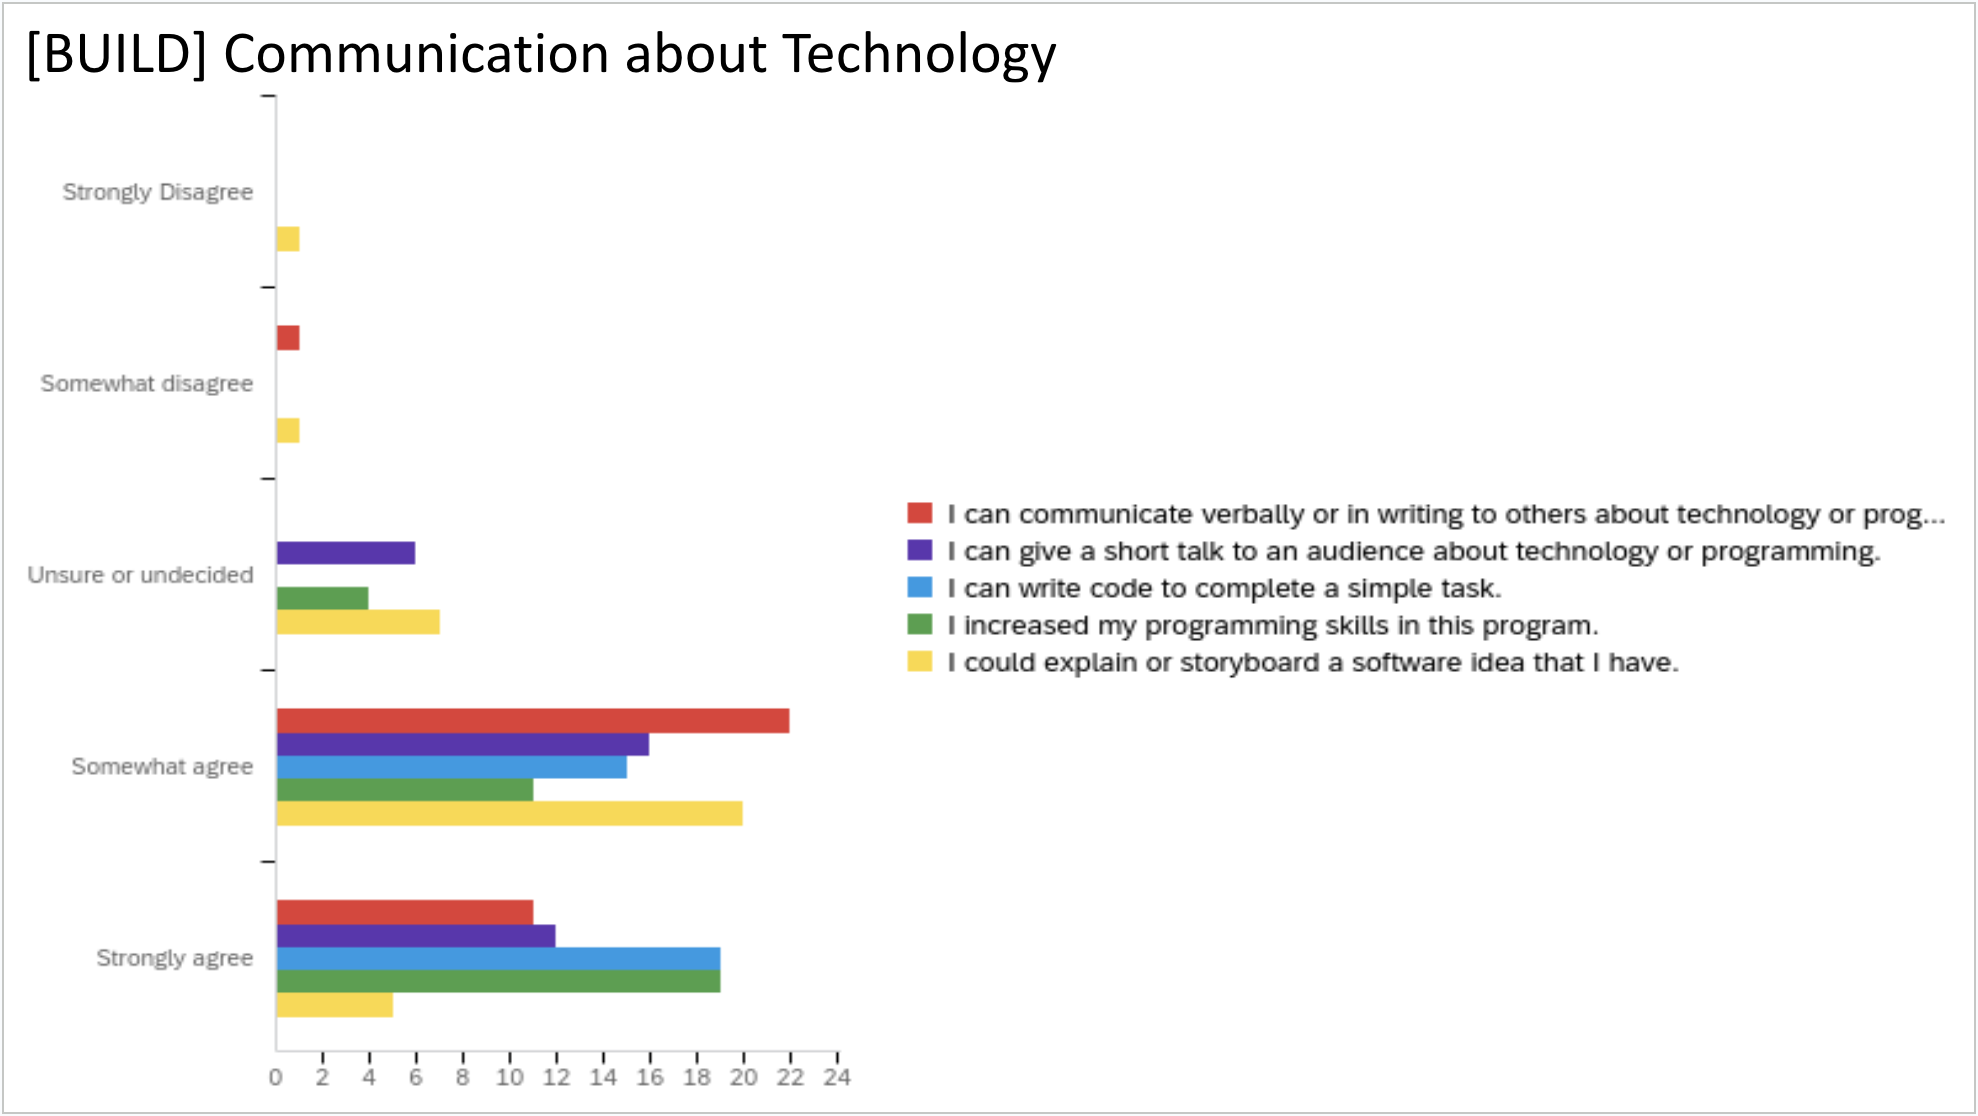 [BUILD] Communication about Technology
Strongly Disagree
Somewhat disagree
Unsure or undecided
Somewhat agree
Strongly agree
0 2 4 6 8 10 12 14 16 18 20 22 24
I can communicate verbally or in writing to others about technology or prog...
I can give a short talk to an audience about technology or programming.
I can write code to complete a simple task.
I increased my programming skills in this program.
I could explain or storyboard a software idea that I have.